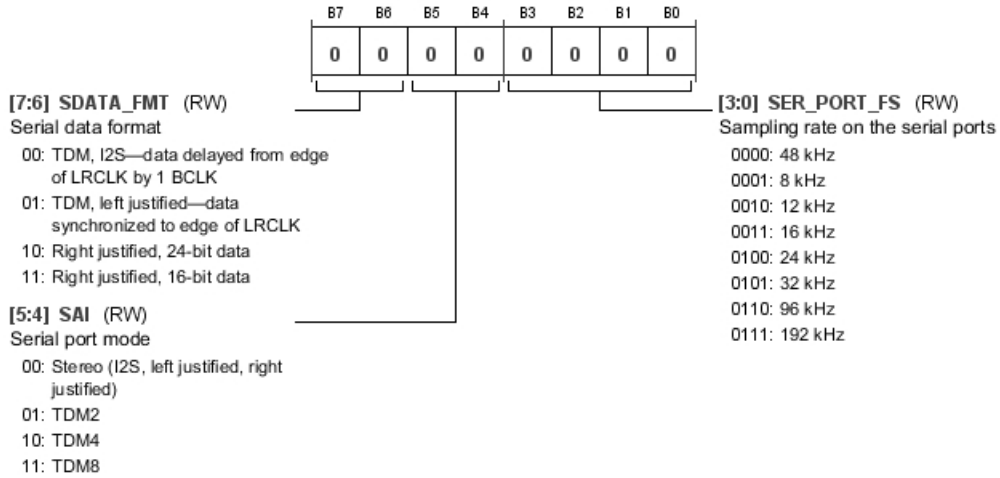 B7 B6 B5 B4 B3 B2 B1 B0
0 0 0 0 0 0 0 0
[7:6] SDATA_FMT (RW)
Serial data format
00: TDM, I2S—data delayed from edge
of LRCLK by 1 BCLK
01: TDM, left justified—data
synchronized to edge of LRCLK
10: Right justified, 24-bit data
11: Right justified, 16-bit data
[5:4] SAI (RW)
Serial port mode
00: Stereo (I2S, left justified, right
justified)
01: TDM2
10: TDM4
11: TDM8
[3:0] SER_PORT_FS (RW)
Sampling rate on the serial ports
0000: 48 kHz
0001: 8 kHz
0010: 12 kHz
0011: 16 kHz
0100: 24 kHz
0101: 32 kHz
0110: 96 kHz
0111: 192 kHz